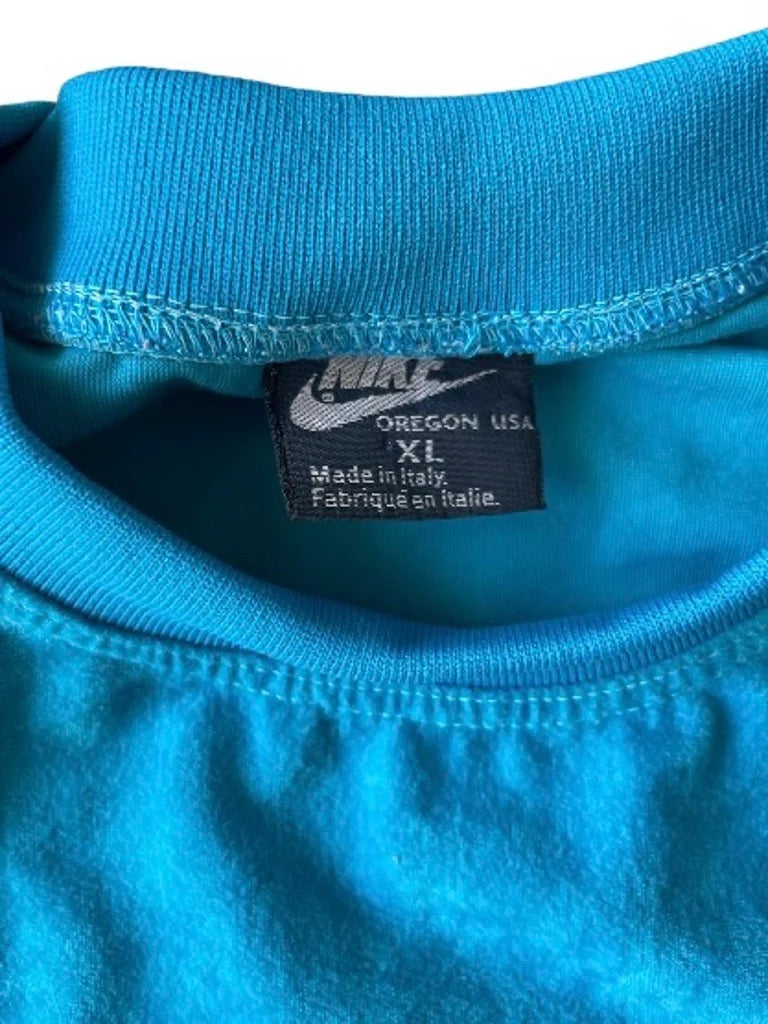 NIKE
®
OREGON USA
XL
Made in Italy.
Fabriqué en Italie.